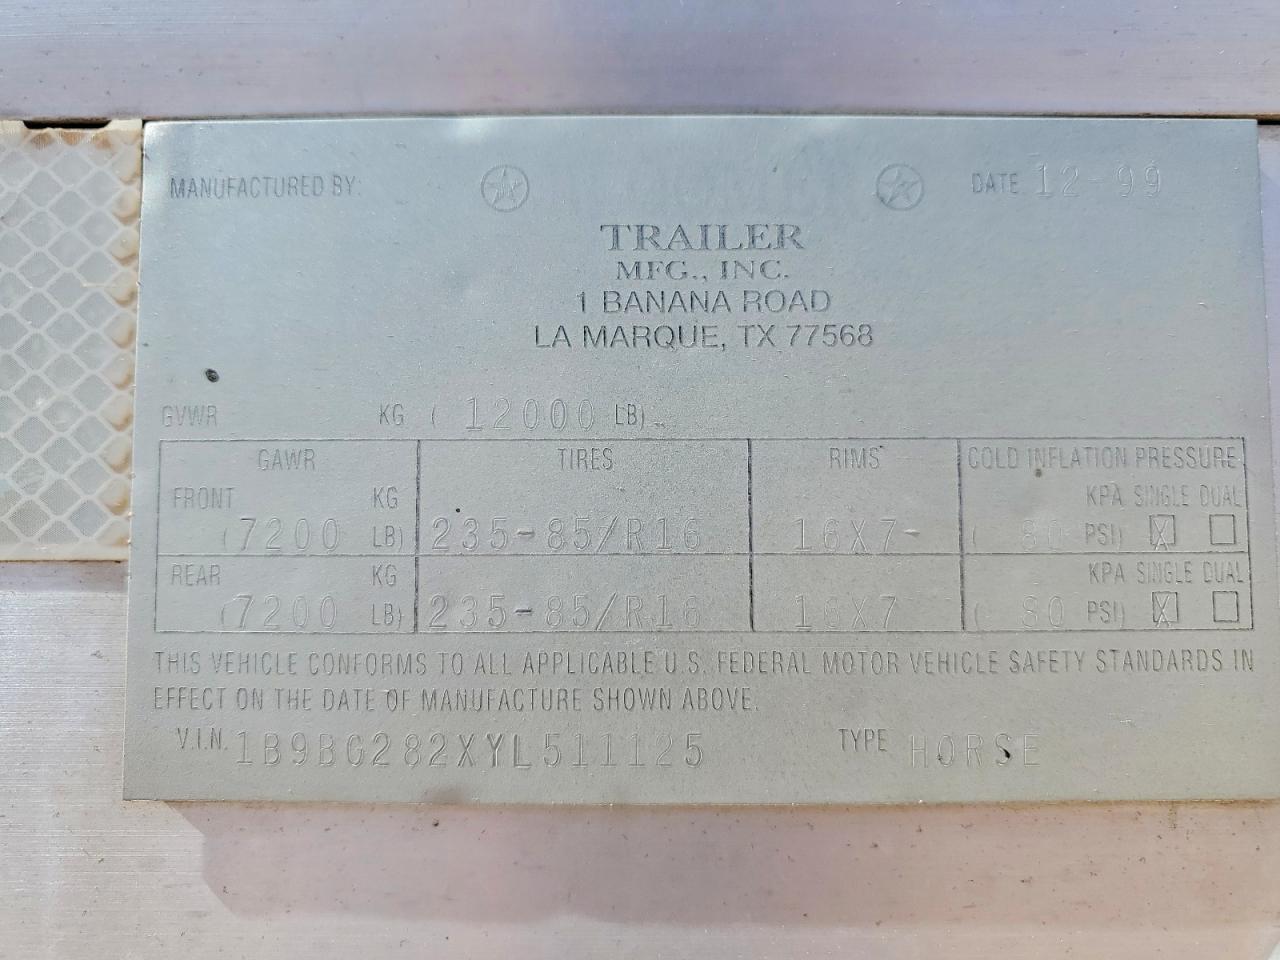 MANUFACTURED BY: DATE 12-99
TRAILER
MFG., INC.
1 BANANA ROAD
LA MARQUE, TX 77568
GVWR KG ( 12000 LB)
GAWR TIRES RIMS COLD INFLATION PRESSURE
FRONT KG KPA SINGLE DUAL
(7200 LB) 235-85/R16 16X7- ( 80 PSI) X
REAR KG KPA SINGLE DUAL
(7200 LB) 235-85/R16 16X7 ( 80 PSI) X
THIS VEHICLE CONFORMS TO ALL APPLICABLE U.S. FEDERAL MOTOR VEHICLE SAFETY STANDARDS IN
EFFECT ON THE DATE OF MANUFACTURE SHOWN ABOVE.
V.I.N. 1B9BG282XYL511125 TYPE HORSE